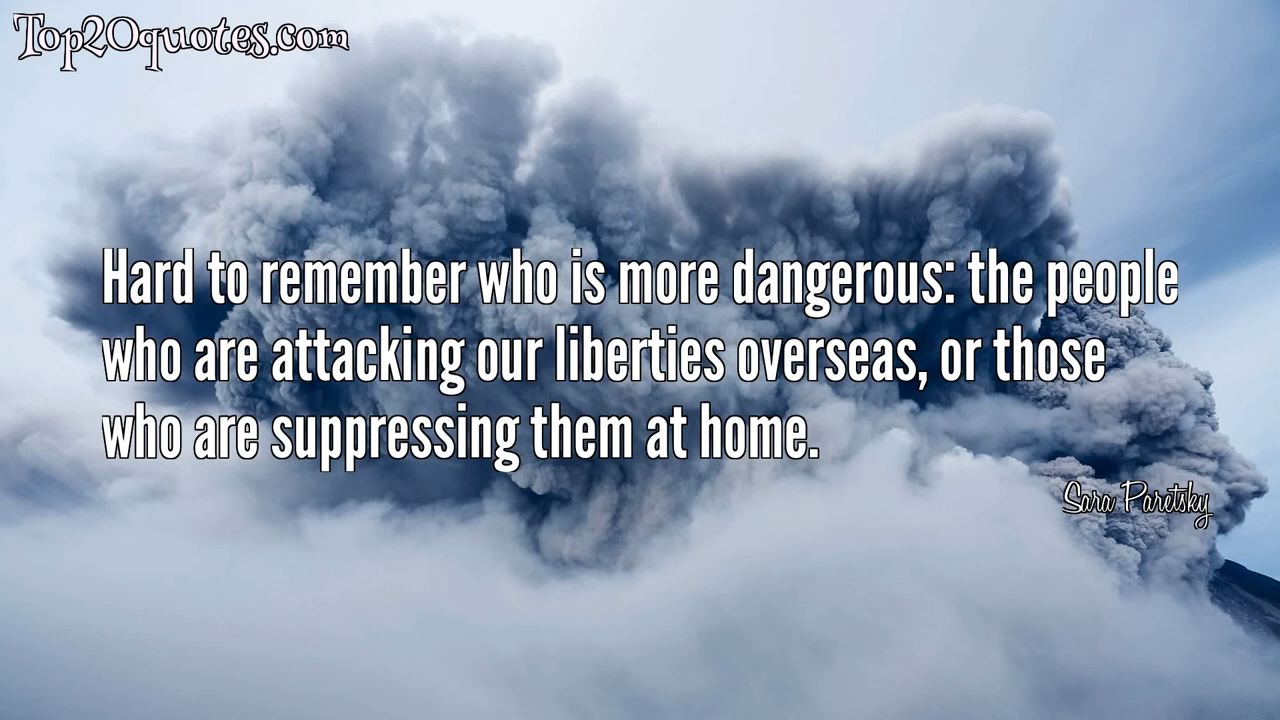 Top20quotes.com
Hard to remember who is more dangerous: the people
who are attacking our liberties overseas, or those
who are suppressing them at home.
Sara Paretsky